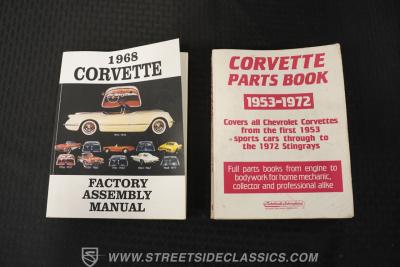 1968
CORVETTE
FACTORY
ASSEMBLY
MANUAL
CORVETTE
PARTS BOOK
1953-1972
Covers all Chevrolet Corvettes
from the first 1953
sports cars through to
the 1972 Stingrays
Full parts books from engine to
bodywork for home mechanic,
collector and professional alike
WWW.STREETSIDECLASSICS.COM